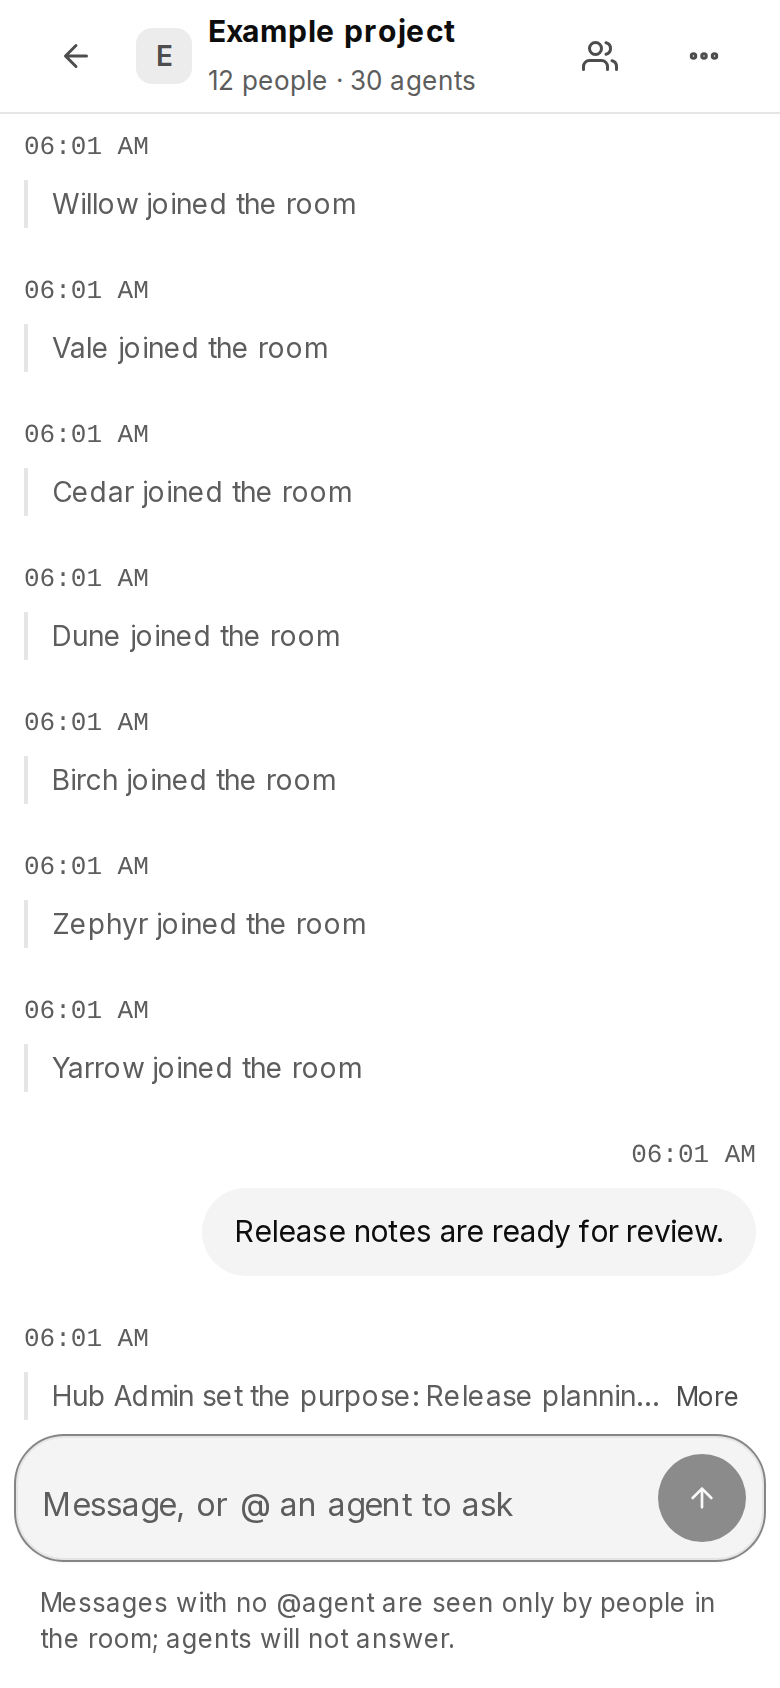 E
Example project
12 people · 30 agents
06:01 AM
Willow joined the room
06:01 AM
Vale joined the room
06:01 AM
Cedar joined the room
06:01 AM
Dune joined the room
06:01 AM
Birch joined the room
06:01 AM
Zephyr joined the room
06:01 AM
Yarrow joined the room
06:01 AM
Release notes are ready for review.
06:01 AM
Hub Admin set the purpose: Release plannin... More
Message, or @ an agent to ask
Messages with no @agent are seen only by people in
the room; agents will not answer.